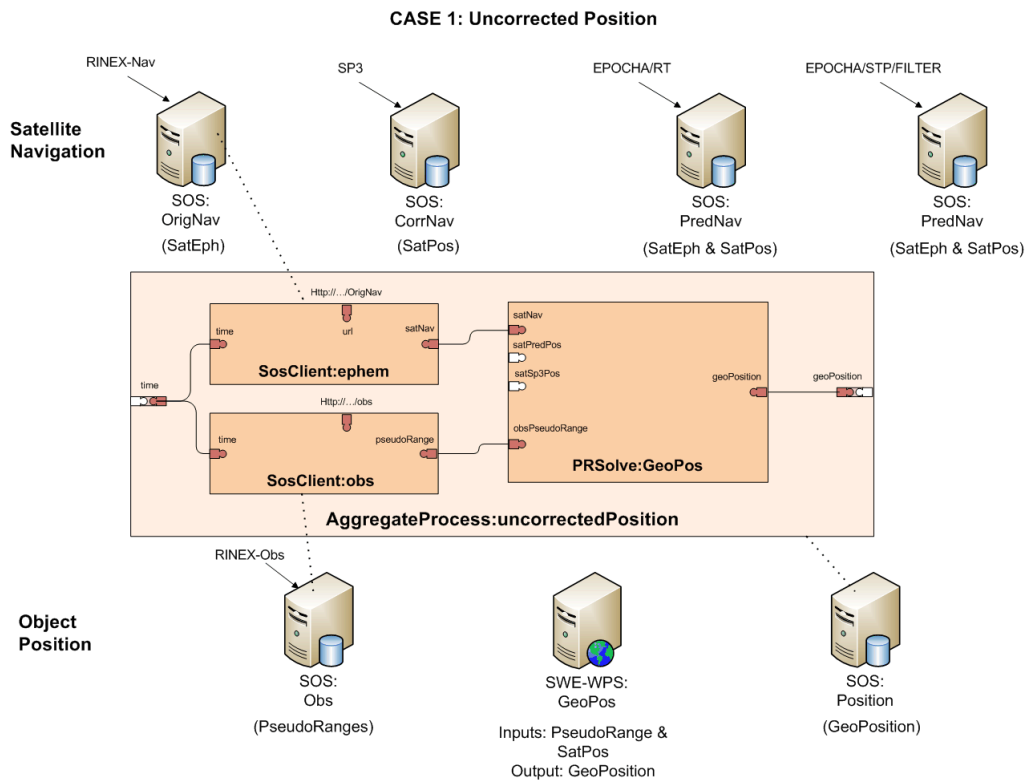 CASE 1: Uncorrected Position
RINEX-Nav
SP3
EPOCHA/RT
EPOCHA/STP/FILTER
Satellite
Navigation
SOS:
OrigNav
(SatEph)
SOS:
CorrNav
(SatPos)
SOS:
PredNav
(SatEph & SatPos)
SOS:
PredNav
(SatEph & SatPos)
Http://.../OrigNav
time
url
satNav
SosClient:ephem
satNav
satPredPos
satSp3Pos
obsPseudoRange
geoPosition
PRSolve:GeoPos
time
geoPosition
Http://.../obs
time
pseudoRange
SosClient:obs
AggregateProcess:uncorrectedPosition
RINEX-Obs
Object
Position
SOS:
Obs
(PseudoRanges)
SWE-WPS:
GeoPos
Inputs: PseudoRange &
SatPos
Output: GeoPosition
SOS:
Position
(GeoPosition)